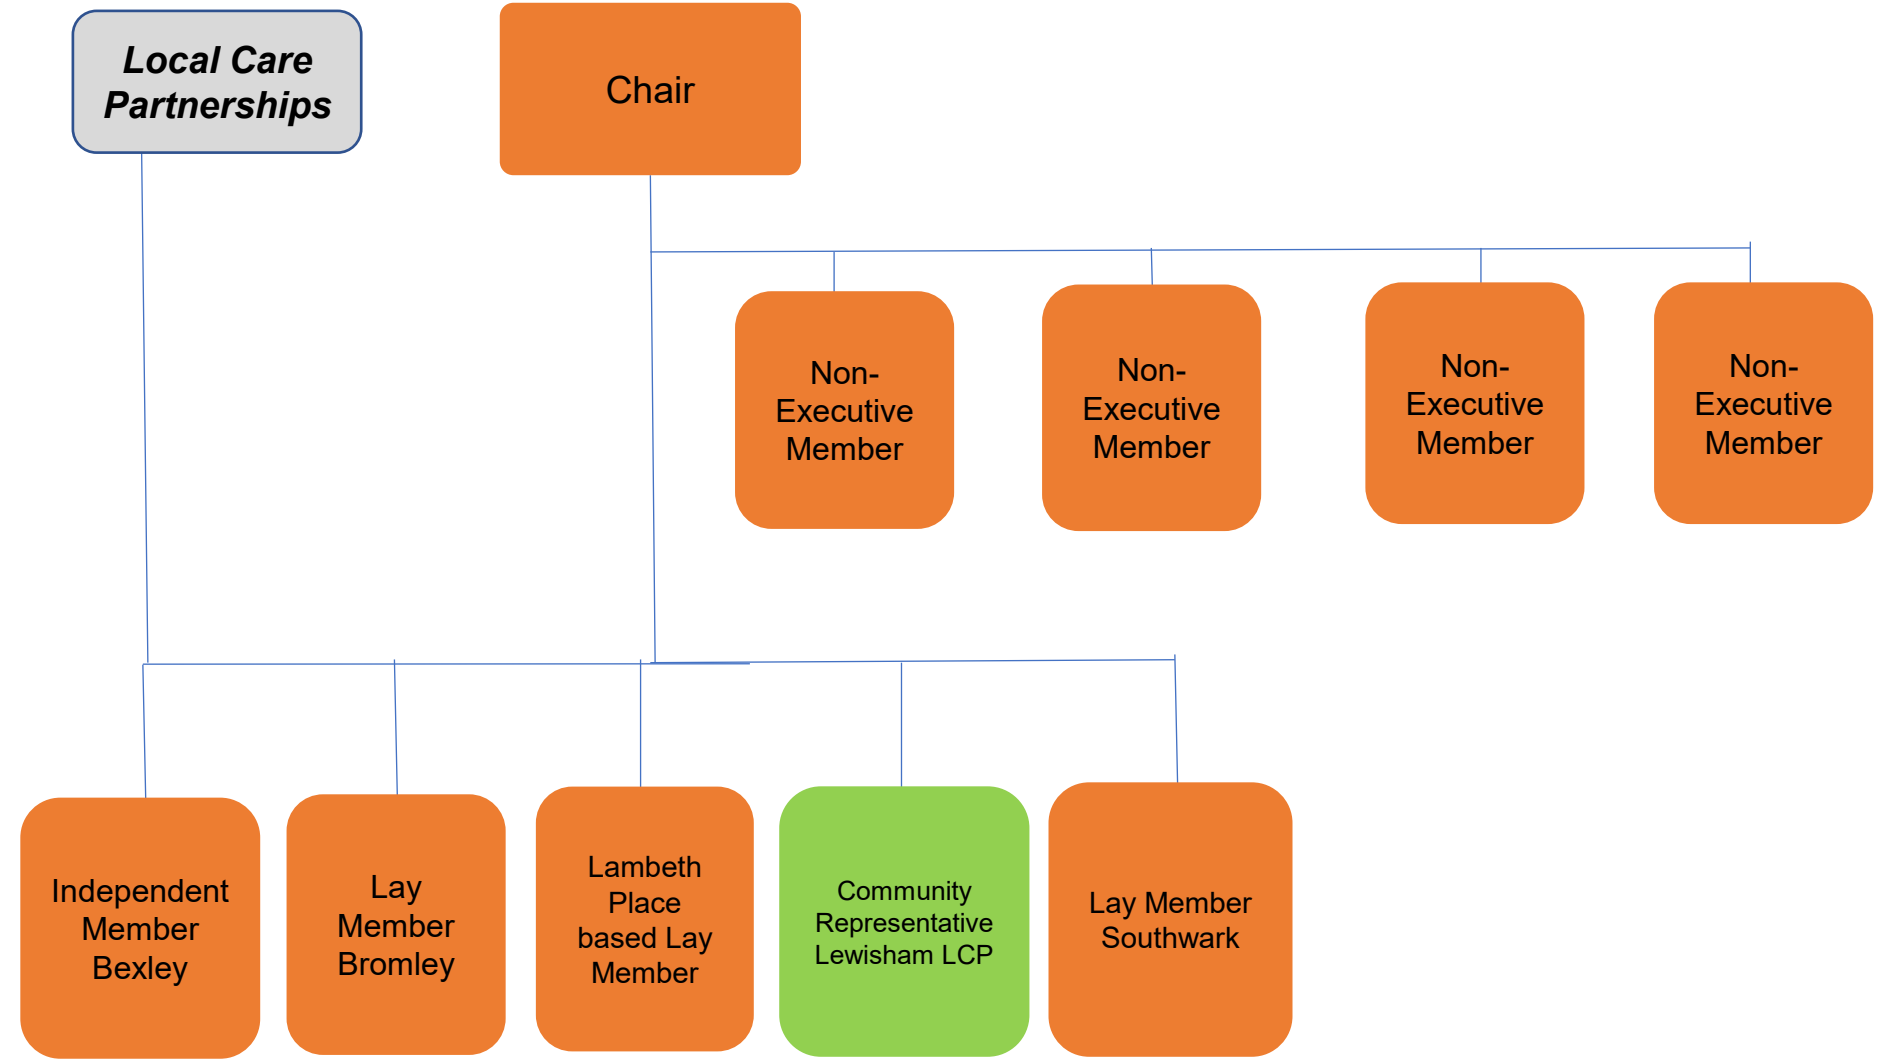 Local Care
Partnerships
Chair
Non-
Executive
Member
Non-
Executive
Member
Non-
Executive
Member
Non-
Executive
Member
Independent
Member
Bexley
Lay
Member
Bromley
Lambeth
Place
based Lay
Member
Community
Representative
Lewisham LCP
Lay Member
Southwark